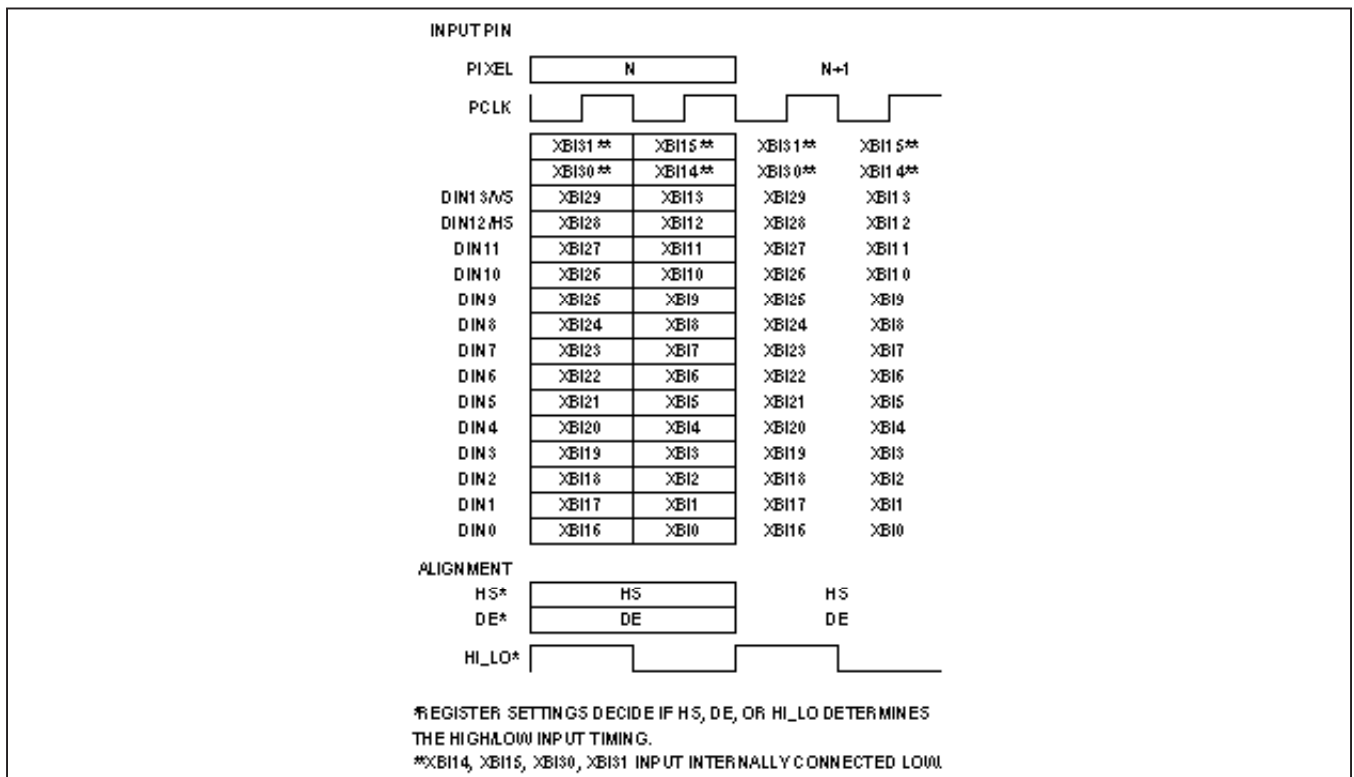 INPUT PIN
PIXEL N N+1
PCLK
XBI31** XBI15** XBI31** XBI15**
XBI30** XBI14** XBI30** XBI14**
DIN13/VS XBI29 XBI13 XBI29 XBI13
DIN12/HS XBI28 XBI12 XBI28 XBI12
DIN11 XBI27 XBI11 XBI27 XBI11
DIN10 XBI26 XBI10 XBI26 XBI10
DIN9 XBI25 XBI9 XBI25 XBI9
DIN8 XBI24 XBI8 XBI24 XBI8
DIN7 XBI23 XBI7 XBI23 XBI7
DIN6 XBI22 XBI6 XBI22 XBI6
DIN5 XBI21 XBI5 XBI21 XBI5
DIN4 XBI20 XBI4 XBI20 XBI4
DIN3 XBI19 XBI3 XBI19 XBI3
DIN2 XBI18 XBI2 XBI18 XBI2
DIN1 XBI17 XBI1 XBI17 XBI1
DIN0 XBI16 XBI0 XBI16 XBI0
ALIGNMENT
HS* HS HS
DE* DE DE
HI_LO*
*REGISTER SETTINGS DECIDE IF HS, DE, OR HI_LO DETERMINES
THE HIGH/LOW INPUT TIMING.
**XBI14, XBI15, XBI30, XBI31 INPUT INTERNALLY CONNECTED LOW.